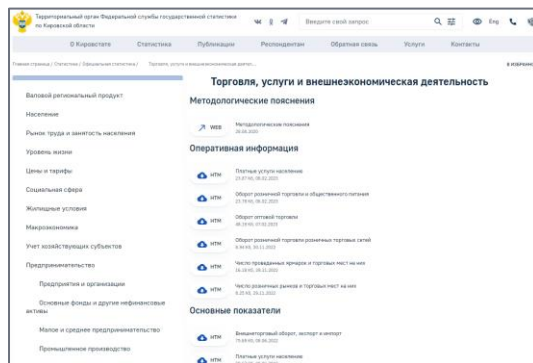 Территориальный орган Федеральной службы государственной статистики
по Кировской области
Введите свой запрос
Eng
О Кировстате Статистика Публикации Респондентам Обратная связь Услуги Контакты
Главная страница / Статистика / Официальная статистика / Торговля, услуги и внешнеэкономическая деятел...
В ИЗБРАННО
Торговля, услуги и внешнеэкономическая деятельность
Валовой региональный продукт
Население
Рынок труда и занятость населения
Уровень жизни
Цены и тарифы
Социальная сфера
Жилищные условия
Макроэкономика
Учет хозяйствующих субъектов
Предпринимательство
Предприятия и организации
Основные фонды и другие нефинансовые
активы
Малое и среднее предпринимательство
Промышленное производство
Методологические пояснения
WEB Методологические пояснения
Оперативная информация
HTM Платные услуги населению
HTM Оборот розничной торговли и общественного питания
HTM Оборот оптовой торговли
HTM Оборот розничной торговли розничных торговых сетей
HTM Число проведенных ярмарок и торговых мест на них
HTM Число розничных рынков и торговых мест на них
Основные показатели
HTM Внешнеторговый оборот, экспорт и импорт
HTM Платные услуги населению